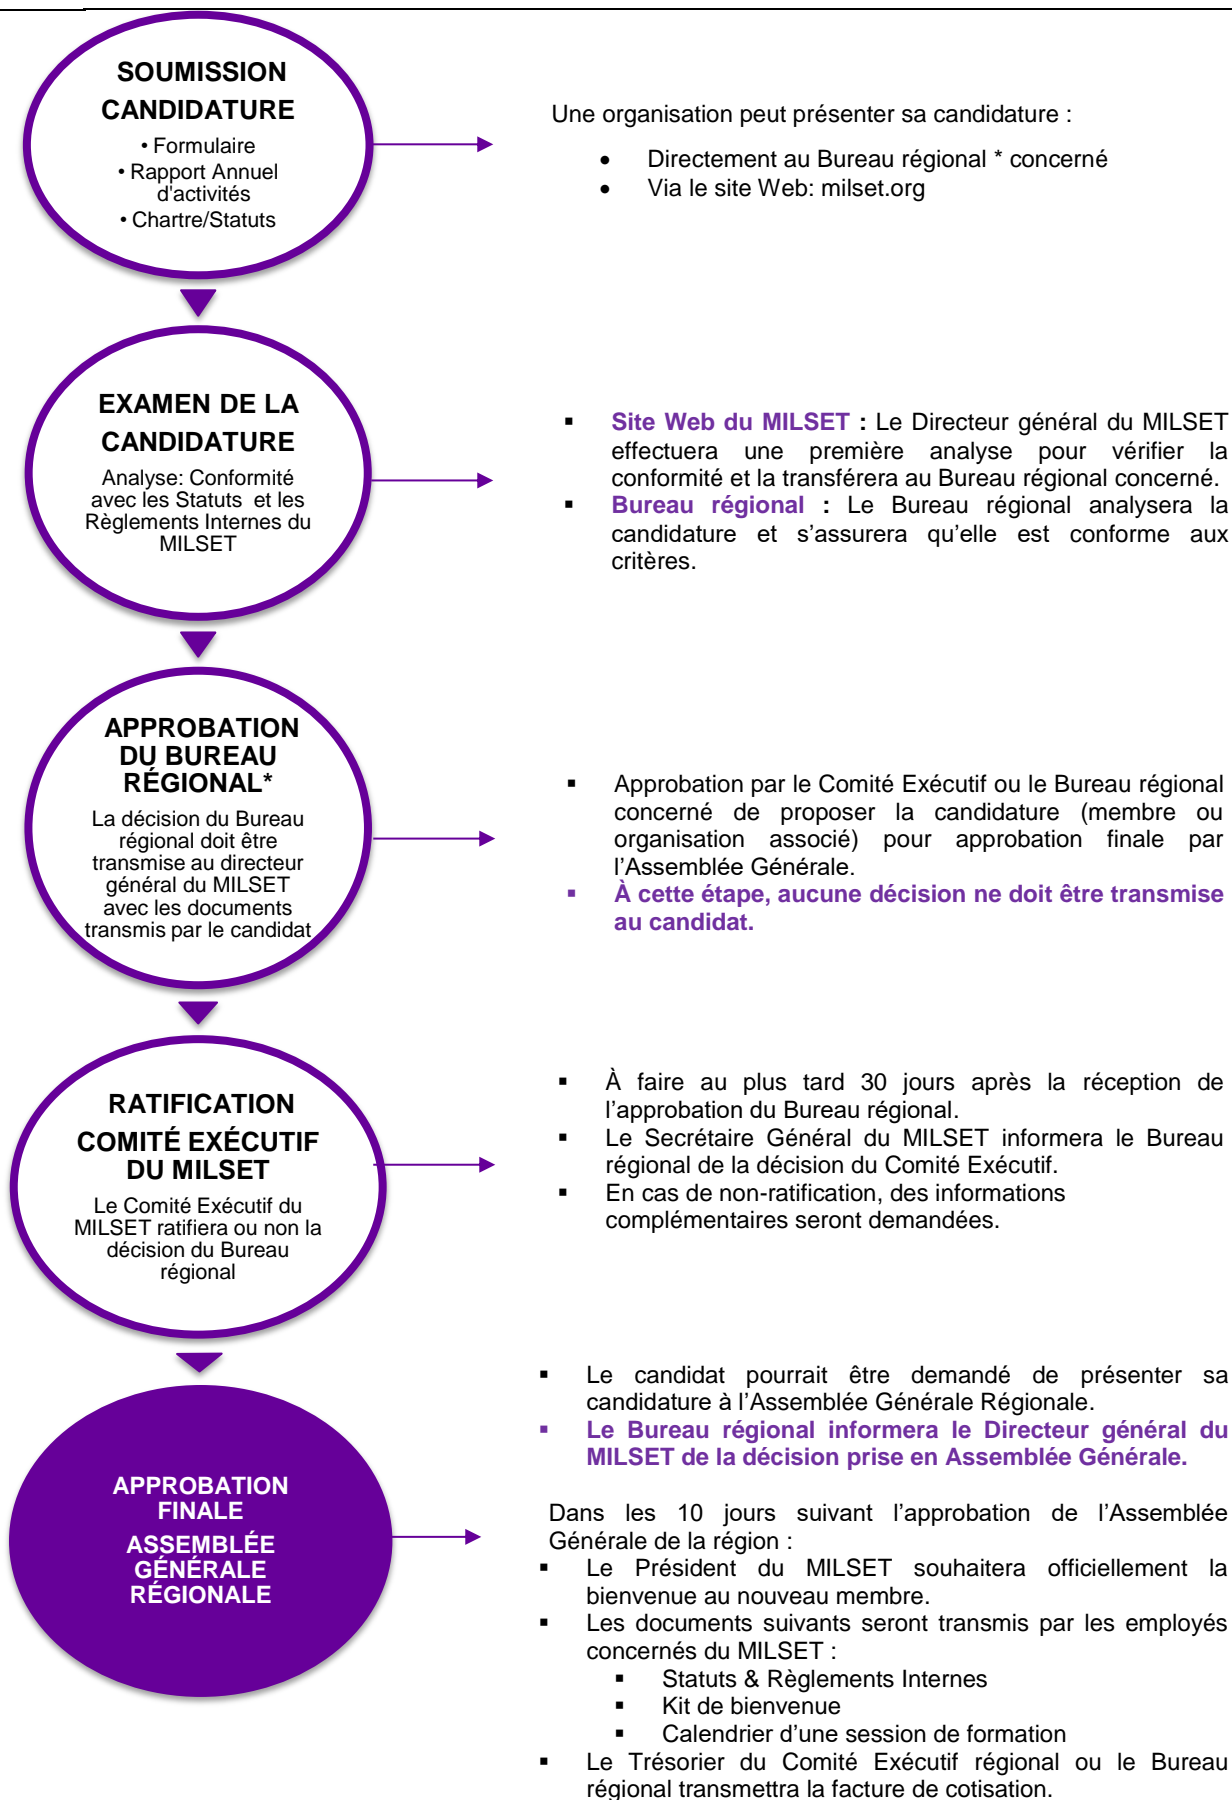 SOUMISSION
CANDIDATURE
• Formulaire
• Rapport Annuel
d'activités
• Chartre/Statuts
Une organisation peut présenter sa candidature :
• Directement au Bureau régional * concerné
• Via le site Web: milset.org
EXAMEN DE LA
CANDIDATURE
Analyse: Conformité
avec les Statuts et les
Règlements Internes du
MILSET
▪ Site Web du MILSET : Le Directeur général du MILSET
effectuera une première analyse pour vérifier la
conformité et la transférera au Bureau régional concerné.
▪ Bureau régional : Le Bureau régional analysera la
candidature et s’assurera qu’elle est conforme aux
critères.
APPROBATION
DU BUREAU
RÉGIONAL*
La décision du Bureau
régional doit être
transmise au directeur
général du MILSET
avec les documents
transmis par le candidat
▪ Approbation par le Comité Exécutif ou le Bureau régional
concerné de proposer la candidature (membre ou
organisation associé) pour approbation finale par
l’Assemblée Générale.
▪ À cette étape, aucune décision ne doit être transmise
au candidat.
RATIFICATION
COMITÉ EXÉCUTIF
DU MILSET
Le Comité Exécutif du
MILSET ratifiera ou non la
décision du Bureau
régional
▪ À faire au plus tard 30 jours après la réception de
l’approbation du Bureau régional.
▪ Le Secrétaire Général du MILSET informera le Bureau
régional de la décision du Comité Exécutif.
▪ En cas de non-ratification, des informations
complémentaires seront demandées.
APPROBATION
FINALE
ASSEMBLÉE
GÉNÉRALE
RÉGIONALE
▪ Le candidat pourrait être demandé de présenter sa
candidature à l’Assemblée Générale Régionale.
▪ Le Bureau régional informera le Directeur général du
MILSET de la décision prise en Assemblée Générale.
Dans les 10 jours suivant l’approbation de l’Assemblée
Générale de la région :
▪ Le Président du MILSET souhaitera officiellement la
bienvenue au nouveau membre.
▪ Les documents suivants seront transmis par les employés
concernés du MILSET :
▪ Statuts & Règlements Internes
▪ Kit de bienvenue
▪ Calendrier d’une session de formation
▪ Le Trésorier du Comité Exécutif régional ou le Bureau
régional transmettra la facture de cotisation.